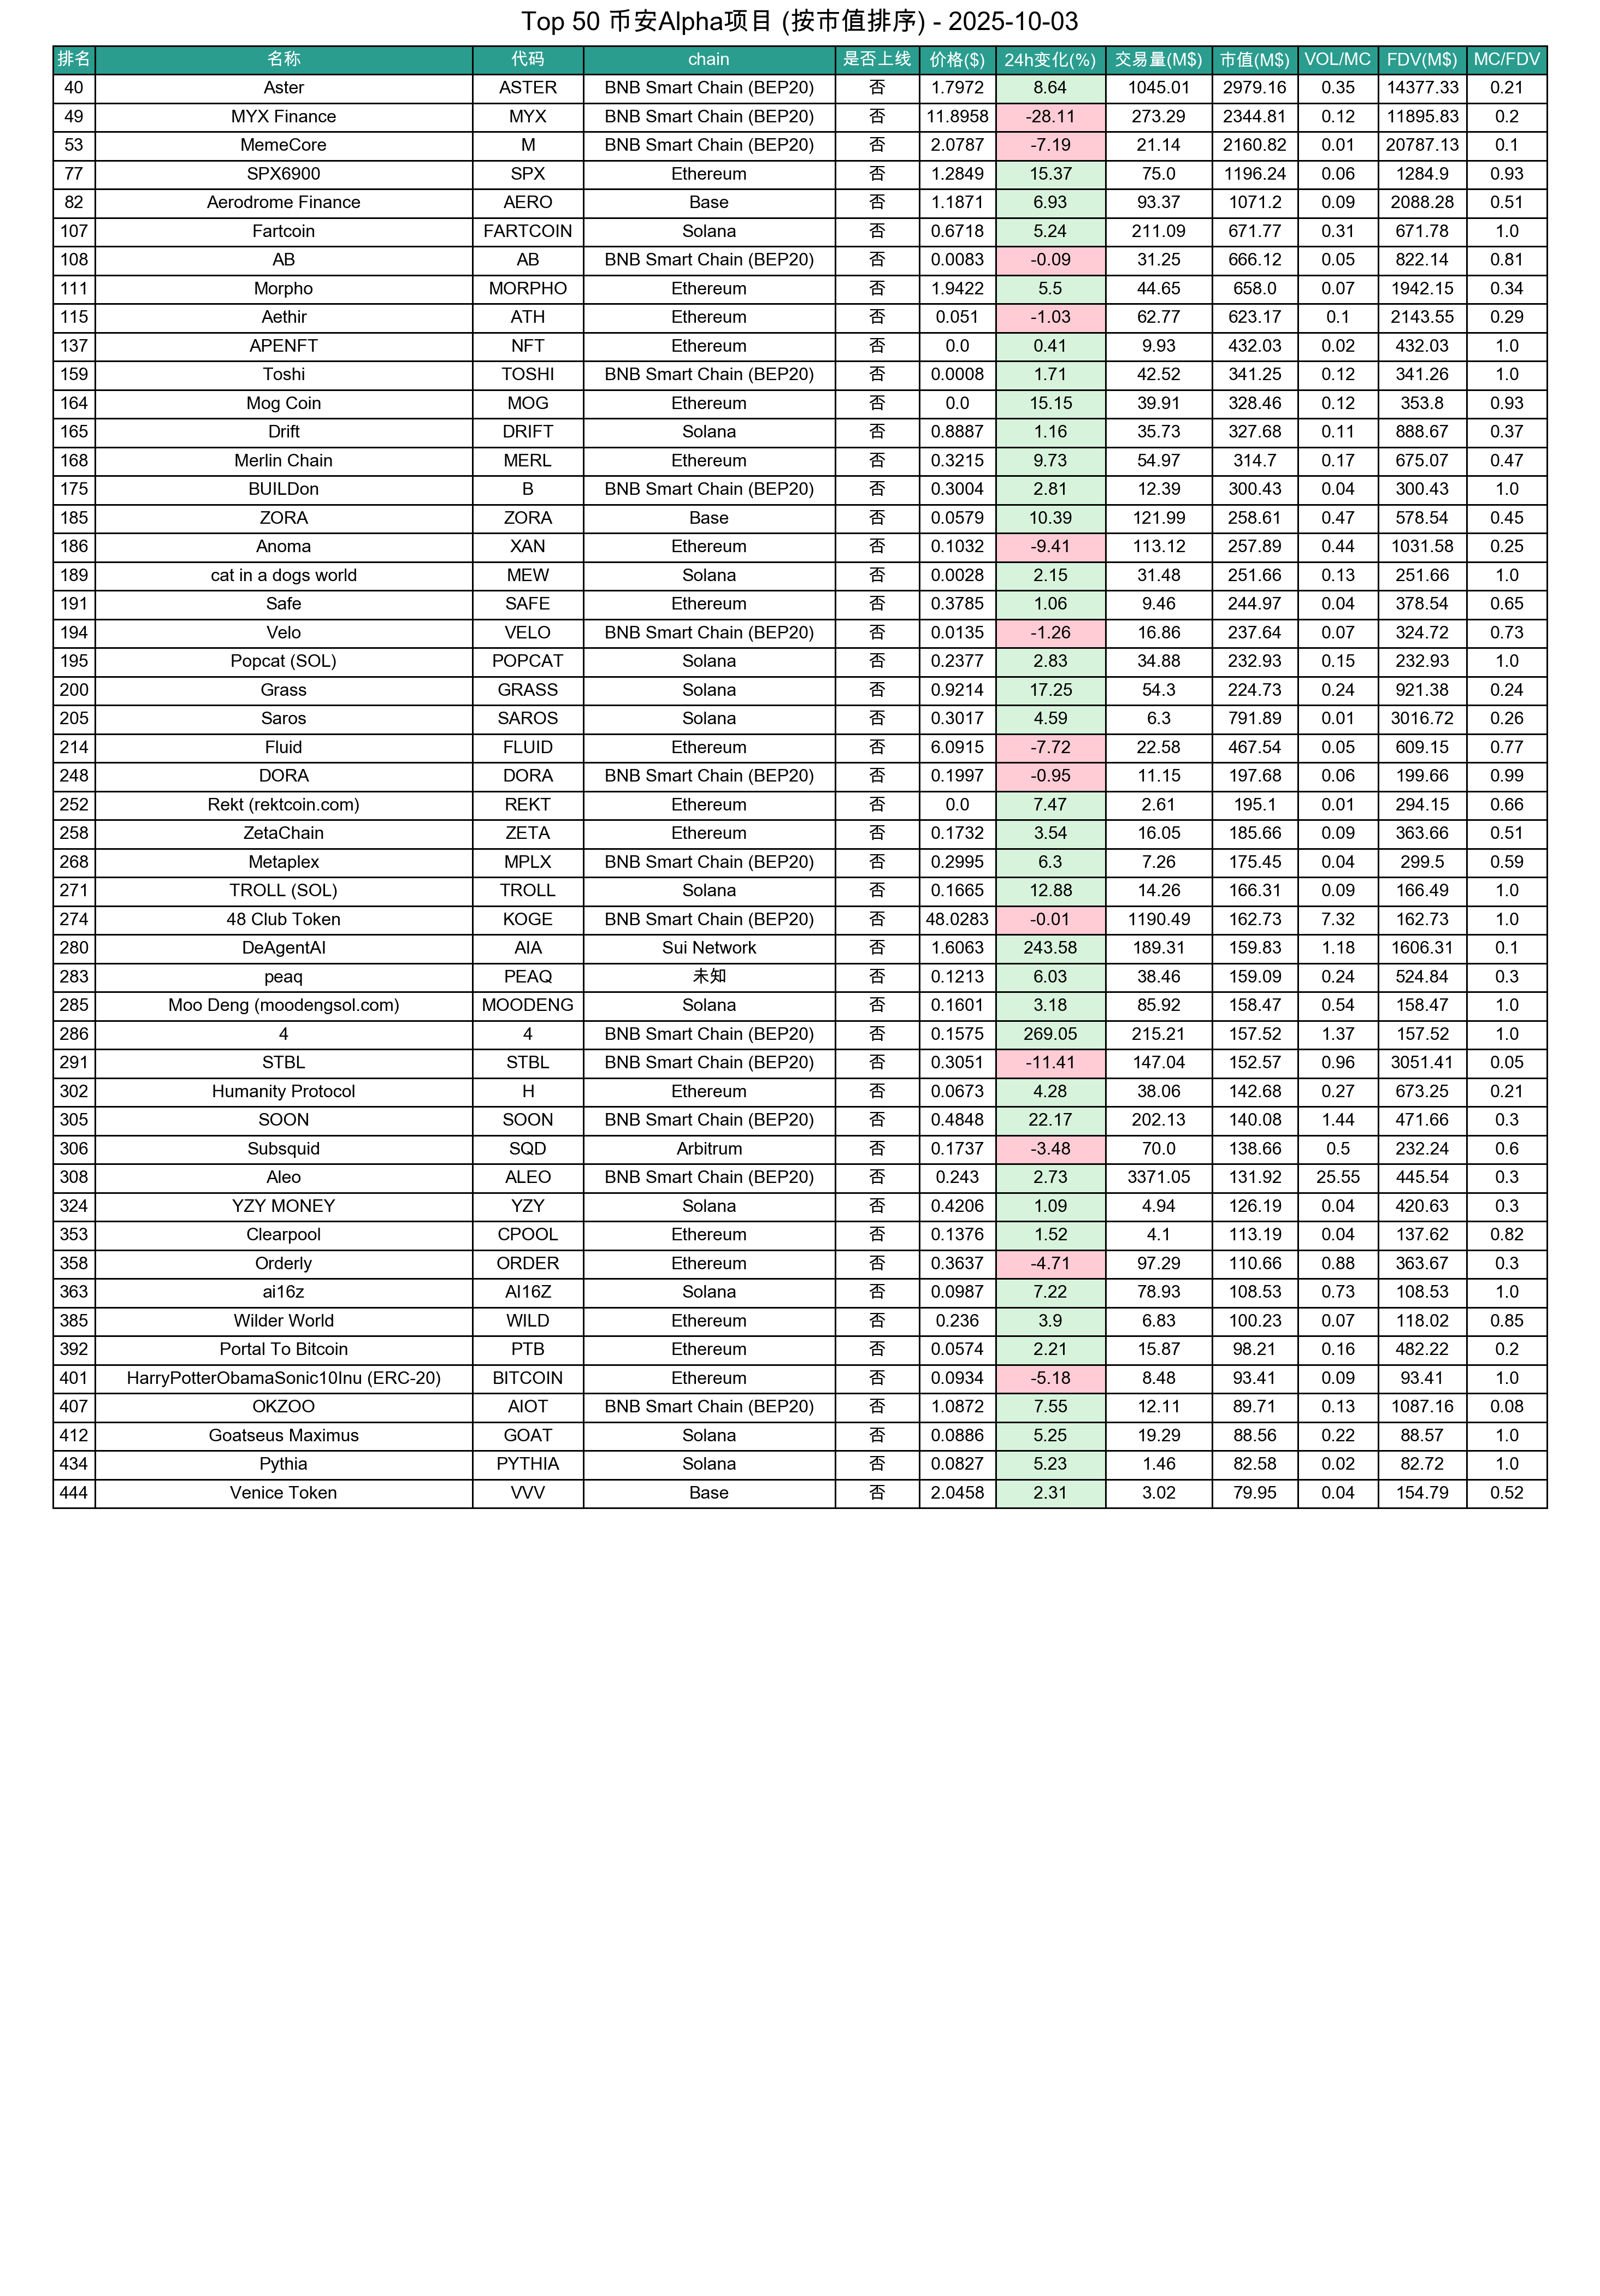 Top 50 币安Alpha项目 (按市值排序) - 2025-10-03
排名 名称 代码 chain 是否上线 价格($) 24h变化(%) 交易量(M$) 市值(M$) VOL/MC FDV(M$) MC/FDV
40 Aster ASTER BNB Smart Chain (BEP20) 否 1.7972 8.64 1045.01 2979.16 0.35 14377.33 0.21
49 MYX Finance MYX BNB Smart Chain (BEP20) 否 11.8958 -28.11 273.29 2344.81 0.12 11895.83 0.2
53 MemeCore M BNB Smart Chain (BEP20) 否 2.0787 -7.19 21.14 2160.82 0.01 20787.13 0.1
77 SPX6900 SPX Ethereum 否 1.2849 15.37 75.0 1196.24 0.06 1284.9 0.93
82 Aerodrome Finance AERO Base 否 1.1871 6.93 93.37 1071.2 0.09 2088.28 0.51
107 Fartcoin FARTCOIN Solana 否 0.6718 5.24 211.09 671.77 0.31 671.78 1.0
108 AB AB BNB Smart Chain (BEP20) 否 0.0083 -0.09 31.25 666.12 0.05 822.14 0.81
111 Morpho MORPHO Ethereum 否 1.9422 5.5 44.65 658.0 0.07 1942.15 0.34
115 Aethir ATH Ethereum 否 0.051 -1.03 62.77 623.17 0.1 2143.55 0.29
137 APENFT NFT Ethereum 否 0.0 0.41 9.93 432.03 0.02 432.03 1.0
159 Toshi TOSHI BNB Smart Chain (BEP20) 否 0.0008 1.71 42.52 341.25 0.12 341.26 1.0
164 Mog Coin MOG Ethereum 否 0.0 15.15 39.91 328.46 0.12 353.8 0.93
165 Drift DRIFT Solana 否 0.8887 1.16 35.73 327.68 0.11 888.67 0.37
168 Merlin Chain MERL Ethereum 否 0.3215 9.73 54.97 314.7 0.17 675.07 0.47
175 BUILDon B BNB Smart Chain (BEP20) 否 0.3004 2.81 12.39 300.43 0.04 300.43 1.0
185 ZORA ZORA Base 否 0.0579 10.39 121.99 258.61 0.47 578.54 0.45
186 Anoma XAN Ethereum 否 0.1032 -9.41 113.12 257.89 0.44 1031.58 0.25
189 cat in a dogs world MEW Solana 否 0.0028 2.15 31.48 251.66 0.13 251.66 1.0
191 Safe SAFE Ethereum 否 0.3785 1.06 9.46 244.97 0.04 378.54 0.65
194 Velo VELO BNB Smart Chain (BEP20) 否 0.0135 -1.26 16.86 237.64 0.07 324.72 0.73
195 Popcat (SOL) POPCAT Solana 否 0.2377 2.83 34.88 232.93 0.15 232.93 1.0
200 Grass GRASS Solana 否 0.9214 17.25 54.3 224.73 0.24 921.38 0.24
205 Saros SAROS Solana 否 0.3017 4.59 6.3 791.89 0.01 3016.72 0.26
214 Fluid FLUID Ethereum 否 6.0915 -7.72 22.58 467.54 0.05 609.15 0.77
248 DORA DORA BNB Smart Chain (BEP20) 否 0.1997 -0.95 11.15 197.68 0.06 199.66 0.99
252 Rekt (rektcoin.com) REKT Ethereum 否 0.0 7.47 2.61 195.1 0.01 294.15 0.66
258 ZetaChain ZETA Ethereum 否 0.1732 3.54 16.05 185.66 0.09 363.66 0.51
268 Metaplex MPLX BNB Smart Chain (BEP20) 否 0.2995 6.3 7.26 175.45 0.04 299.5 0.59
271 TROLL (SOL) TROLL Solana 否 0.1665 12.88 14.26 166.31 0.09 166.49 1.0
274 48 Club Token KOGE BNB Smart Chain (BEP20) 否 48.0283 -0.01 1190.49 162.73 7.32 162.73 1.0
280 DeAgentAI AIA Sui Network 否 1.6063 243.58 189.31 159.83 1.18 1606.31 0.1
283 peaq PEAQ 未知 否 0.1213 6.03 38.46 159.09 0.24 524.84 0.3
285 Moo Deng (moodengsol.com) MOODENG Solana 否 0.1601 3.18 85.92 158.47 0.54 158.47 1.0
286 4 4 BNB Smart Chain (BEP20) 否 0.1575 269.05 215.21 157.52 1.37 157.52 1.0
291 STBL STBL BNB Smart Chain (BEP20) 否 0.3051 -11.41 147.04 152.57 0.96 3051.41 0.05
302 Humanity Protocol H Ethereum 否 0.0673 4.28 38.06 142.68 0.27 673.25 0.21
305 SOON SOON BNB Smart Chain (BEP20) 否 0.4848 22.17 202.13 140.08 1.44 471.66 0.3
306 Subsquid SQD Arbitrum 否 0.1737 -3.48 70.0 138.66 0.5 232.24 0.6
308 Aleo ALEO BNB Smart Chain (BEP20) 否 0.243 2.73 3371.05 131.92 25.55 445.54 0.3
324 YZY MONEY YZY Solana 否 0.4206 1.09 4.94 126.19 0.04 420.63 0.3
353 Clearpool CPOOL Ethereum 否 0.1376 1.52 4.1 113.19 0.04 137.62 0.82
358 Orderly ORDER Ethereum 否 0.3637 -4.71 97.29 110.66 0.88 363.67 0.3
363 ai16z AI16Z Solana 否 0.0987 7.22 78.93 108.53 0.73 108.53 1.0
385 Wilder World WILD Ethereum 否 0.236 3.9 6.83 100.23 0.07 118.02 0.85
392 Portal To Bitcoin PTB Ethereum 否 0.0574 2.21 15.87 98.21 0.16 482.22 0.2
401 HarryPotterObamaSonic10Inu (ERC-20) BITCOIN Ethereum 否 0.0934 -5.18 8.48 93.41 0.09 93.41 1.0
407 OKZOO AIOT BNB Smart Chain (BEP20) 否 1.0872 7.55 12.11 89.71 0.13 1087.16 0.08
412 Goatseus Maximus GOAT Solana 否 0.0886 5.25 19.29 88.56 0.22 88.57 1.0
434 Pythia PYTHIA Solana 否 0.0827 5.23 1.46 82.58 0.02 82.72 1.0
444 Venice Token VVV Base 否 2.0458 2.31 3.02 79.95 0.04 154.79 0.52